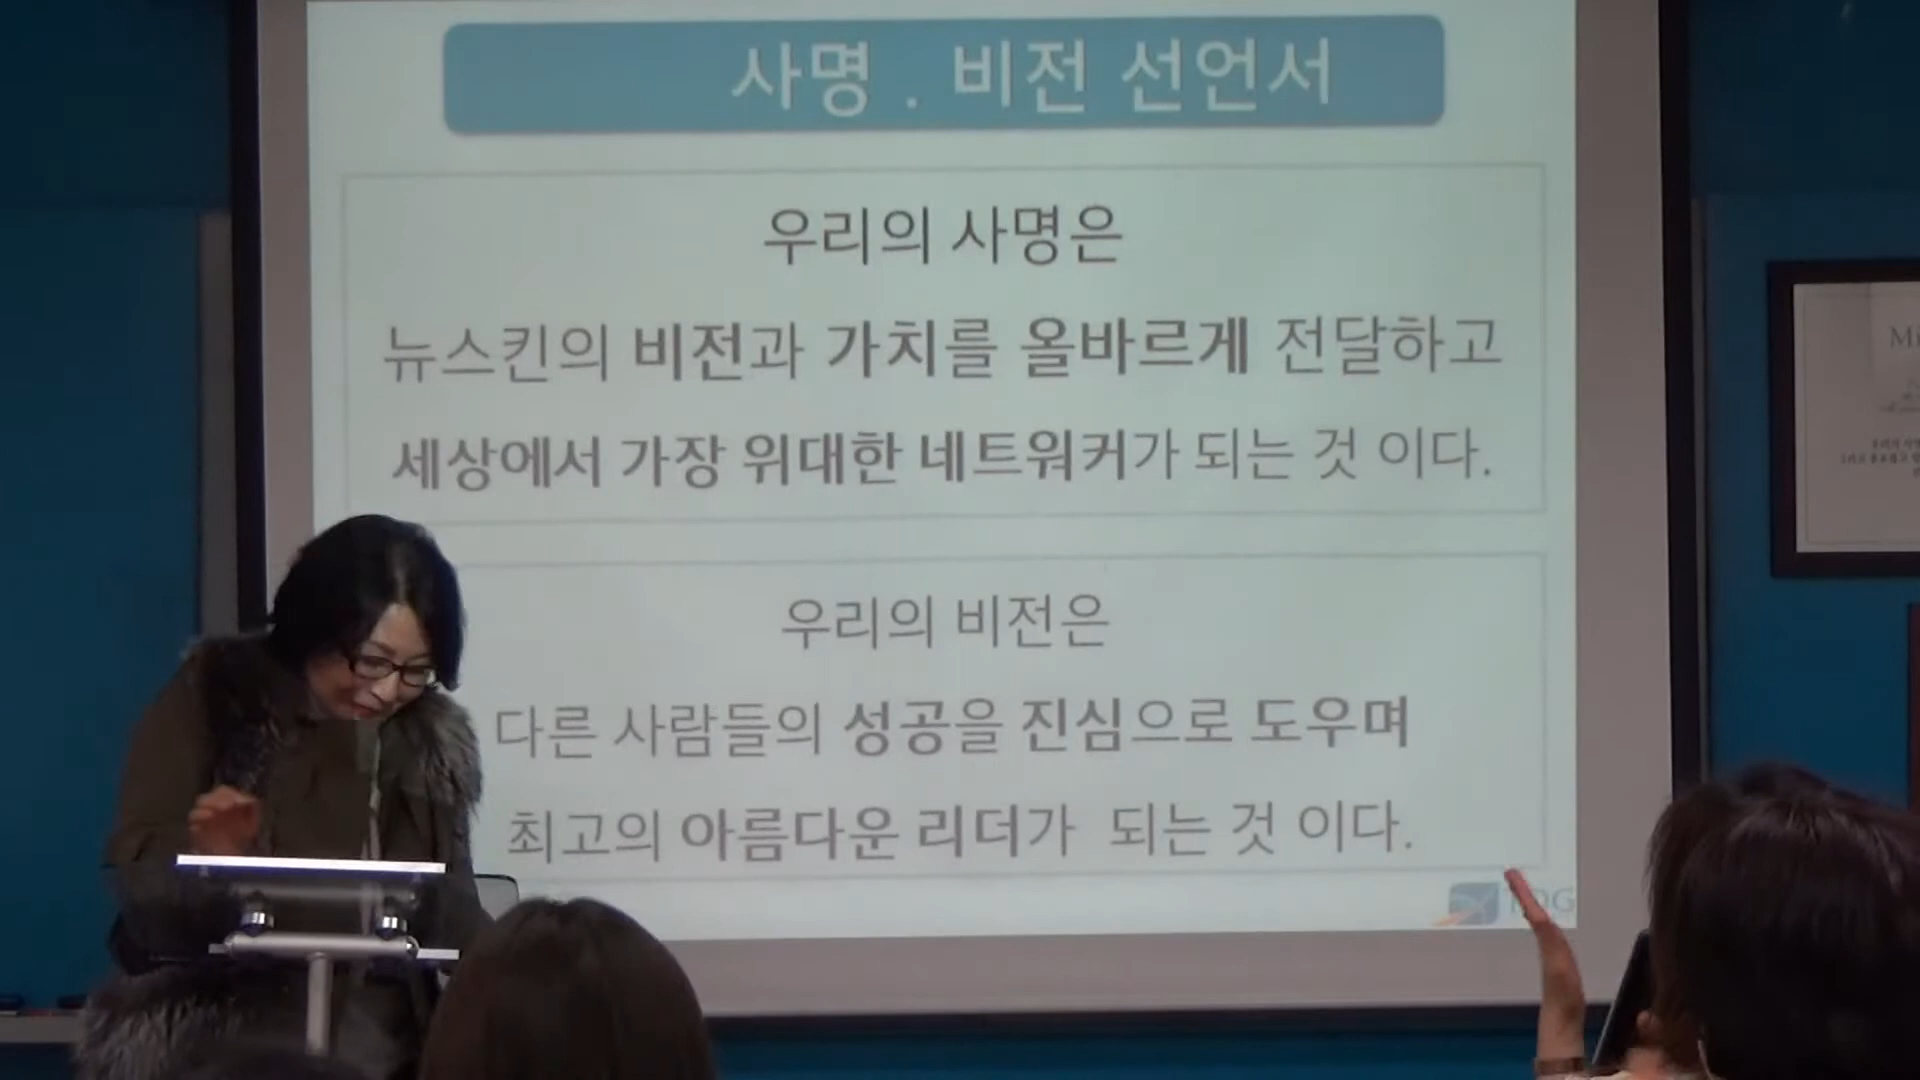 사명 . 비전 선언서
우리의 사명은
뉴스킨의 비전과 가치를 올바르게 전달하고
세상에서 가장 위대한 네트워커가 되는 것 이다.
우리의 비전은
다른 사람들의 성공을 진심으로 도우며
최고의 아름다운 리더가 되는 것 이다.